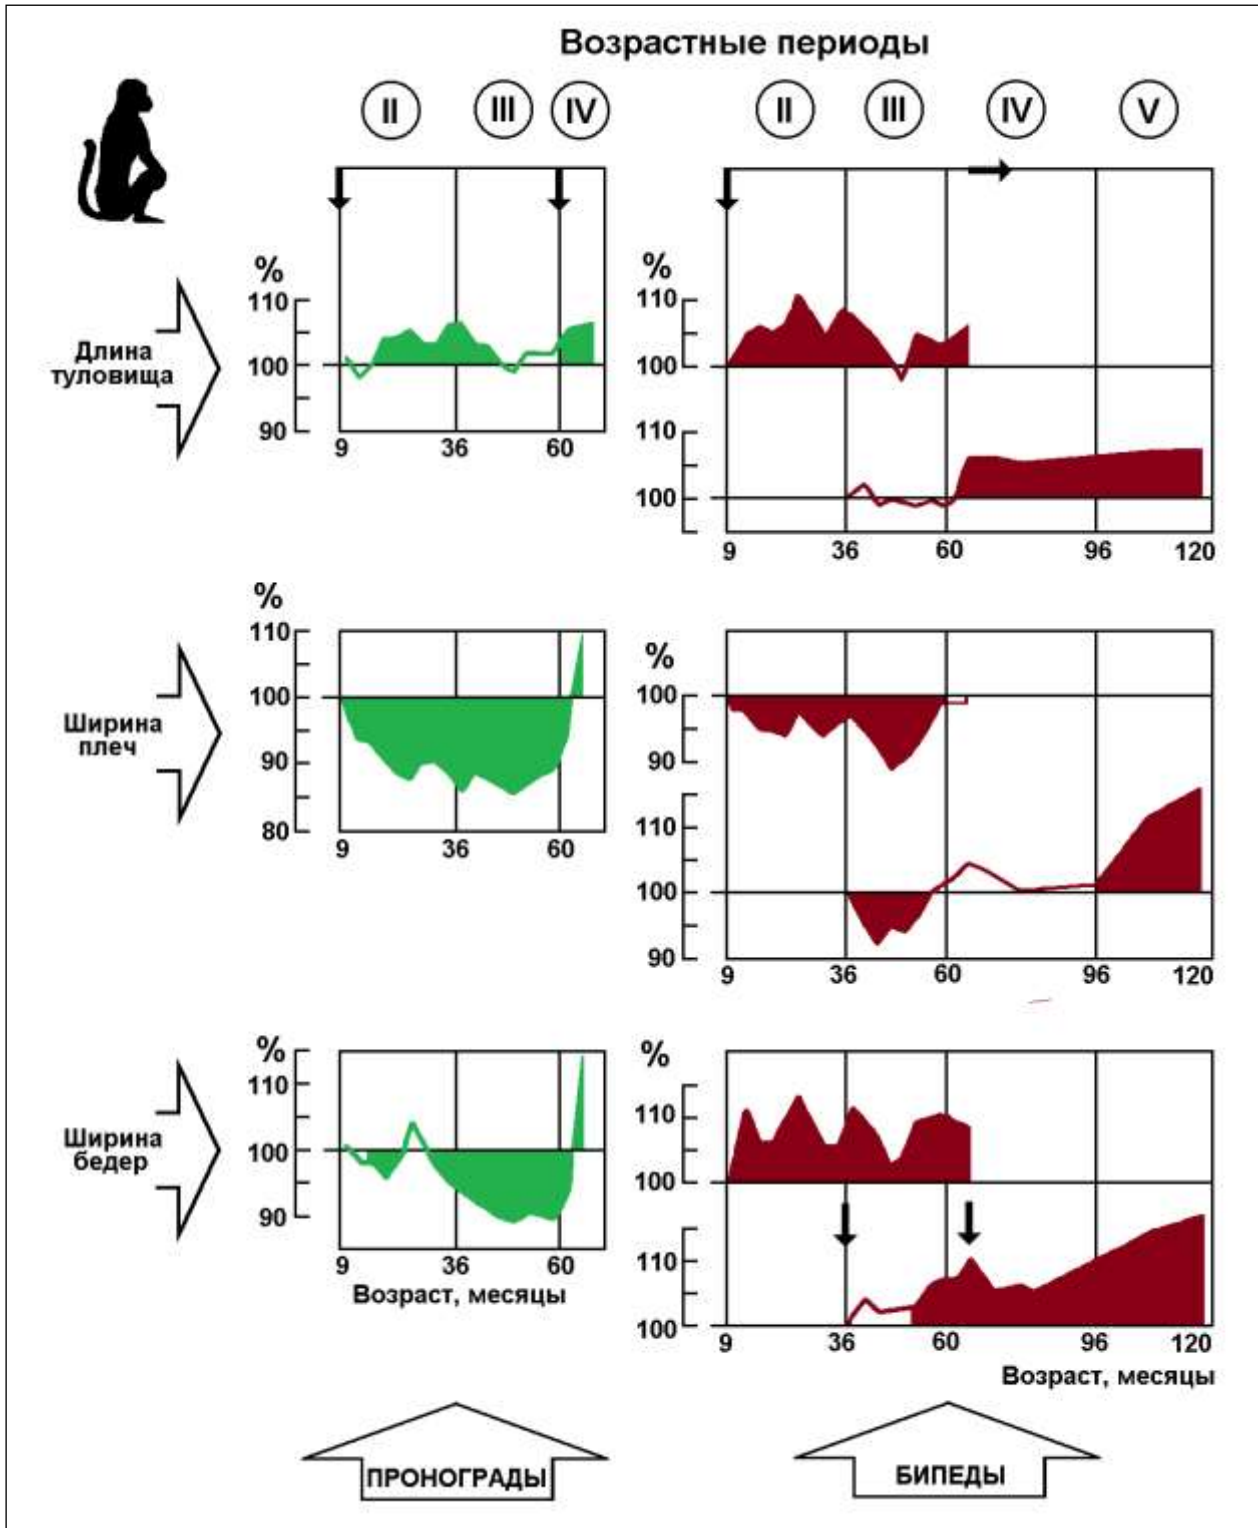 Возрастные периоды
II III IV II III IV V
% %
110 110
Длина
туловища
100 100
90 110
9 36 60
100
9 36 60 96 120
%
110 %
100 100
Ширина
плеч
90 90
80 110
9 36 60
100
90
9 36 60 96 120
% %
110 110
Ширина
бедер
100 100
90 110
9 36 60
Возраст, месяцы
100
9 36 60 96 120
Возраст, месяцы
ПРОНОГРАДЫ БИПЕДЫ